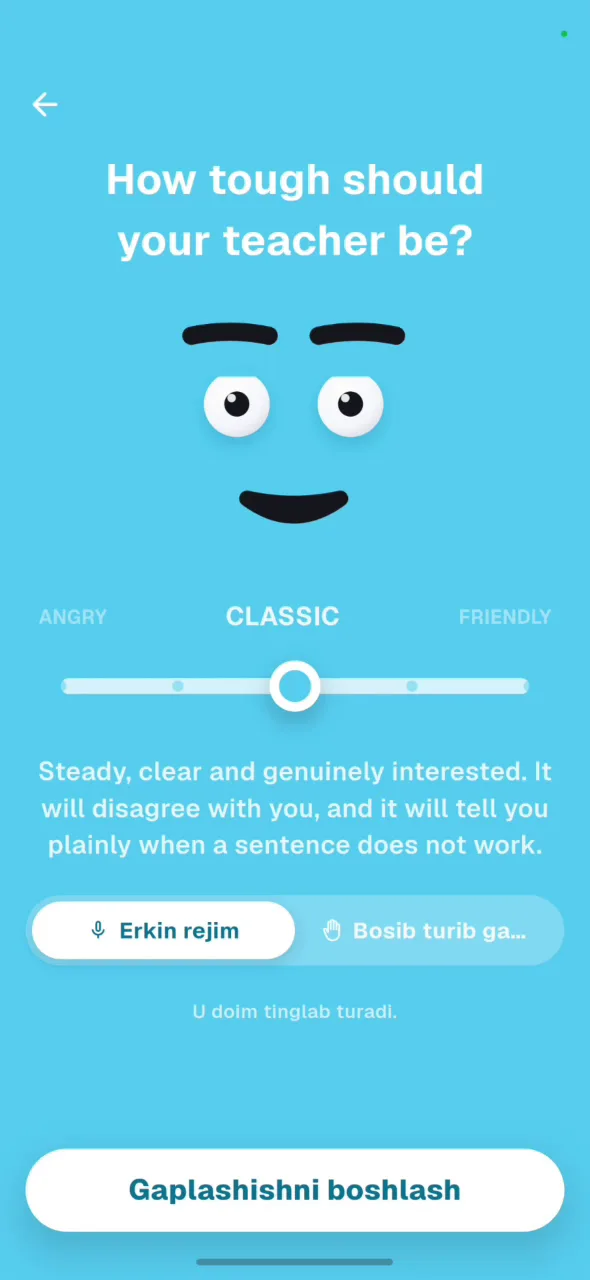 How tough should
your teacher be?
ANGRY
CLASSIC
FRIENDLY
Steady, clear and genuinely interested. It
will disagree with you, and it will tell you
plainly when a sentence does not work.
Erkin rejim
Bosib turib ga...
U doim tinglab turadi.
Gaplashishni boshlash